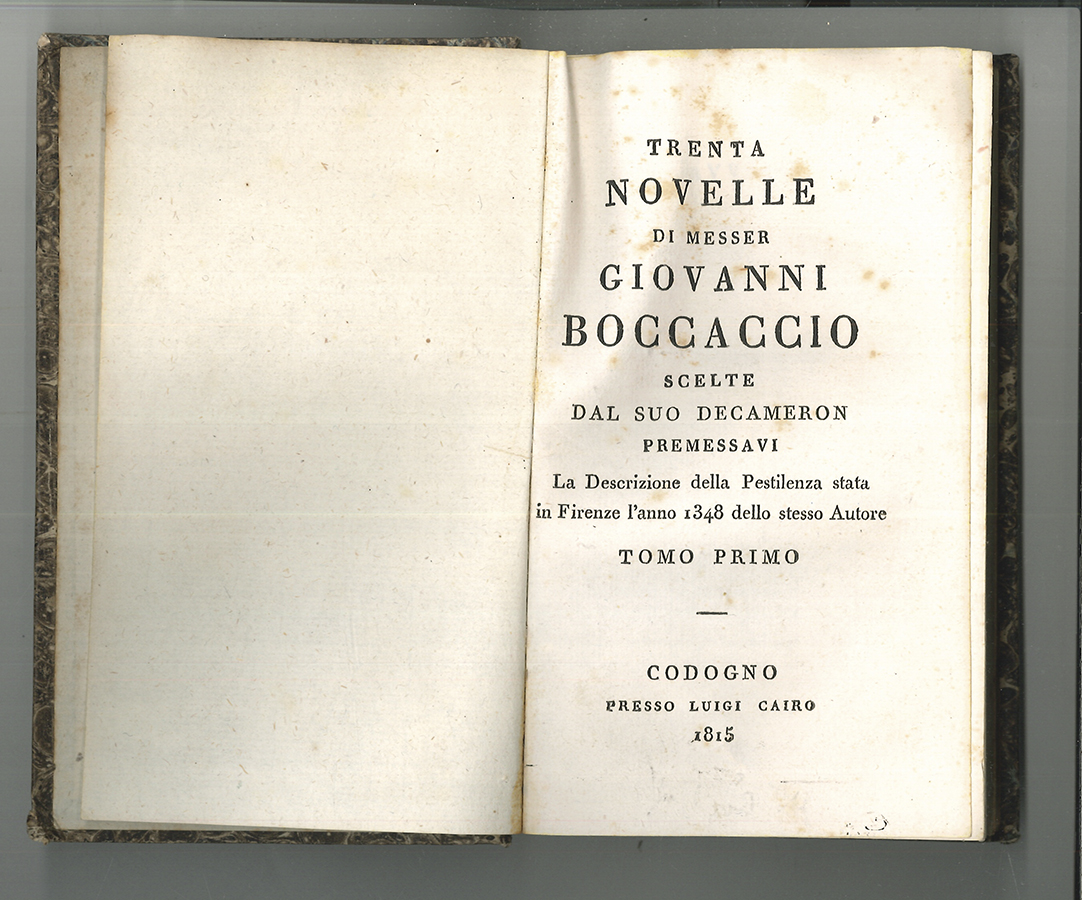 TRENTA
NOVELLE
DI MESSER
GIOVANNI
BOCCACCIO
SCELTE
DAL SUO DECAMERON
PREMESSAVI
La Descrizione della Pestilenza stata
in Firenze l'anno 1348 dello stesso Autore
TOMO PRIMO
CODOGNO
PRESSO LUIGI CAIRO
1815